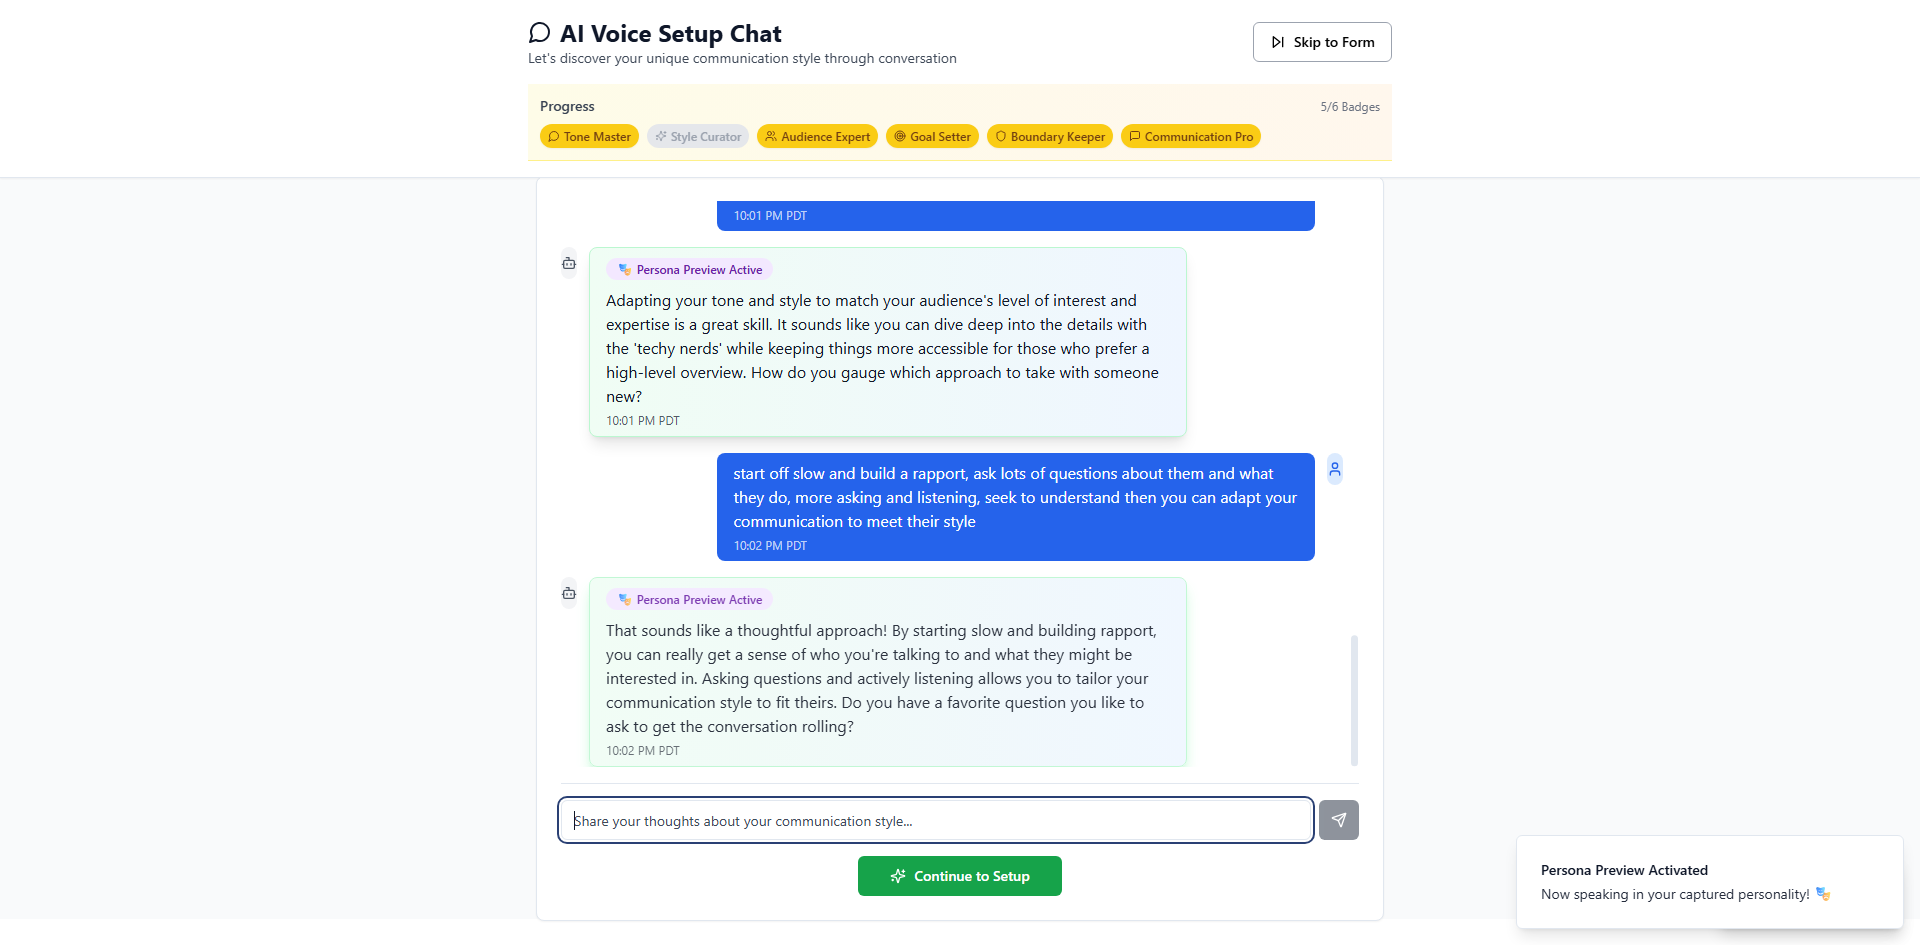 AI Voice Setup Chat
Let's discover your unique communication style through conversation
Skip to Form
Progress
5/6 Badges
Tone Master
Style Curator
Audience Expert
Goal Setter
Boundary Keeper
Communication Pro
10:01 PM PDT
Persona Preview Active
Adapting your tone and style to match your audience's level of interest and
expertise is a great skill. It sounds like you can dive deep into the details with
the 'techy nerds' while keeping things more accessible for those who prefer a
high-level overview. How do you gauge which approach to take with someone
new?
10:01 PM PDT
start off slow and build a rapport, ask lots of questions about them and what
they do, more asking and listening, seek to understand then you can adapt your
communication to meet their style
10:02 PM PDT
Persona Preview Active
That sounds like a thoughtful approach! By starting slow and building rapport,
you can really get a sense of who you're talking to and what they might be
interested in. Asking questions and actively listening allows you to tailor your
communication style to fit theirs. Do you have a favorite question you like to
ask to get the conversation rolling?
10:02 PM PDT
Share your thoughts about your communication style...
Continue to Setup
Persona Preview Activated
Now speaking in your captured personality! 🎭